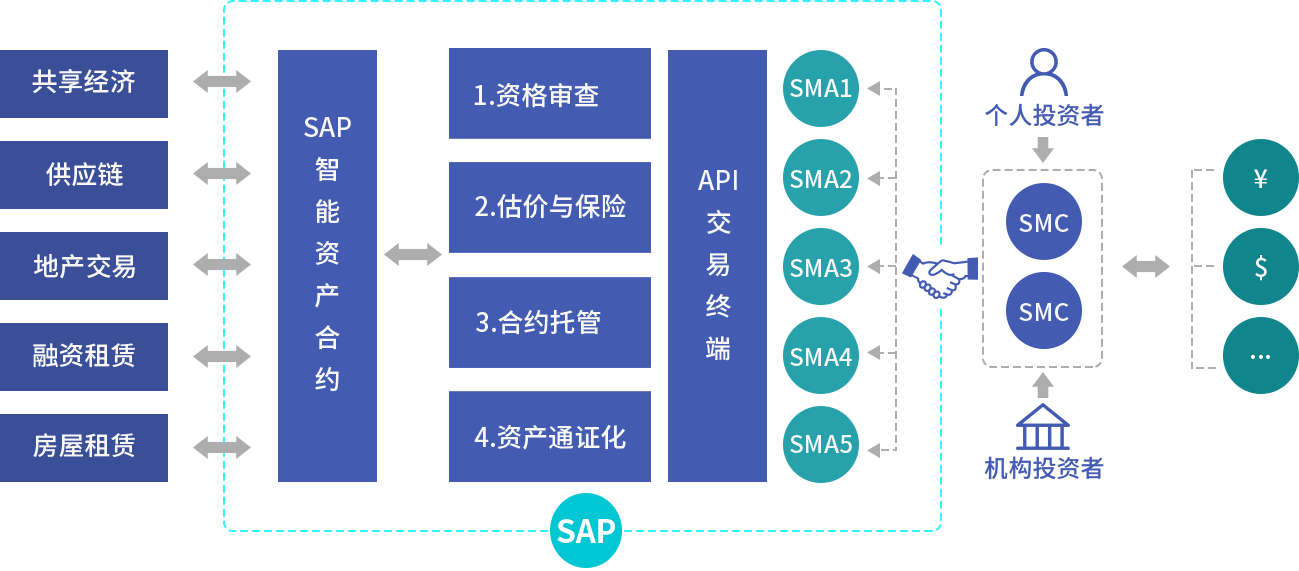 共享经济
供应链
地产交易
融资租赁
房屋租赁
SAP
智
能
资
产
合
约
1.资格审查
2.估价与保险
3.合约托管
4.资产通证化
API
交
易
终
端
SMA1
SMA2
SMA3
SMA4
SMA5
SAP
个人投资者
SMC
SMC
机构投资者
¥
$
...